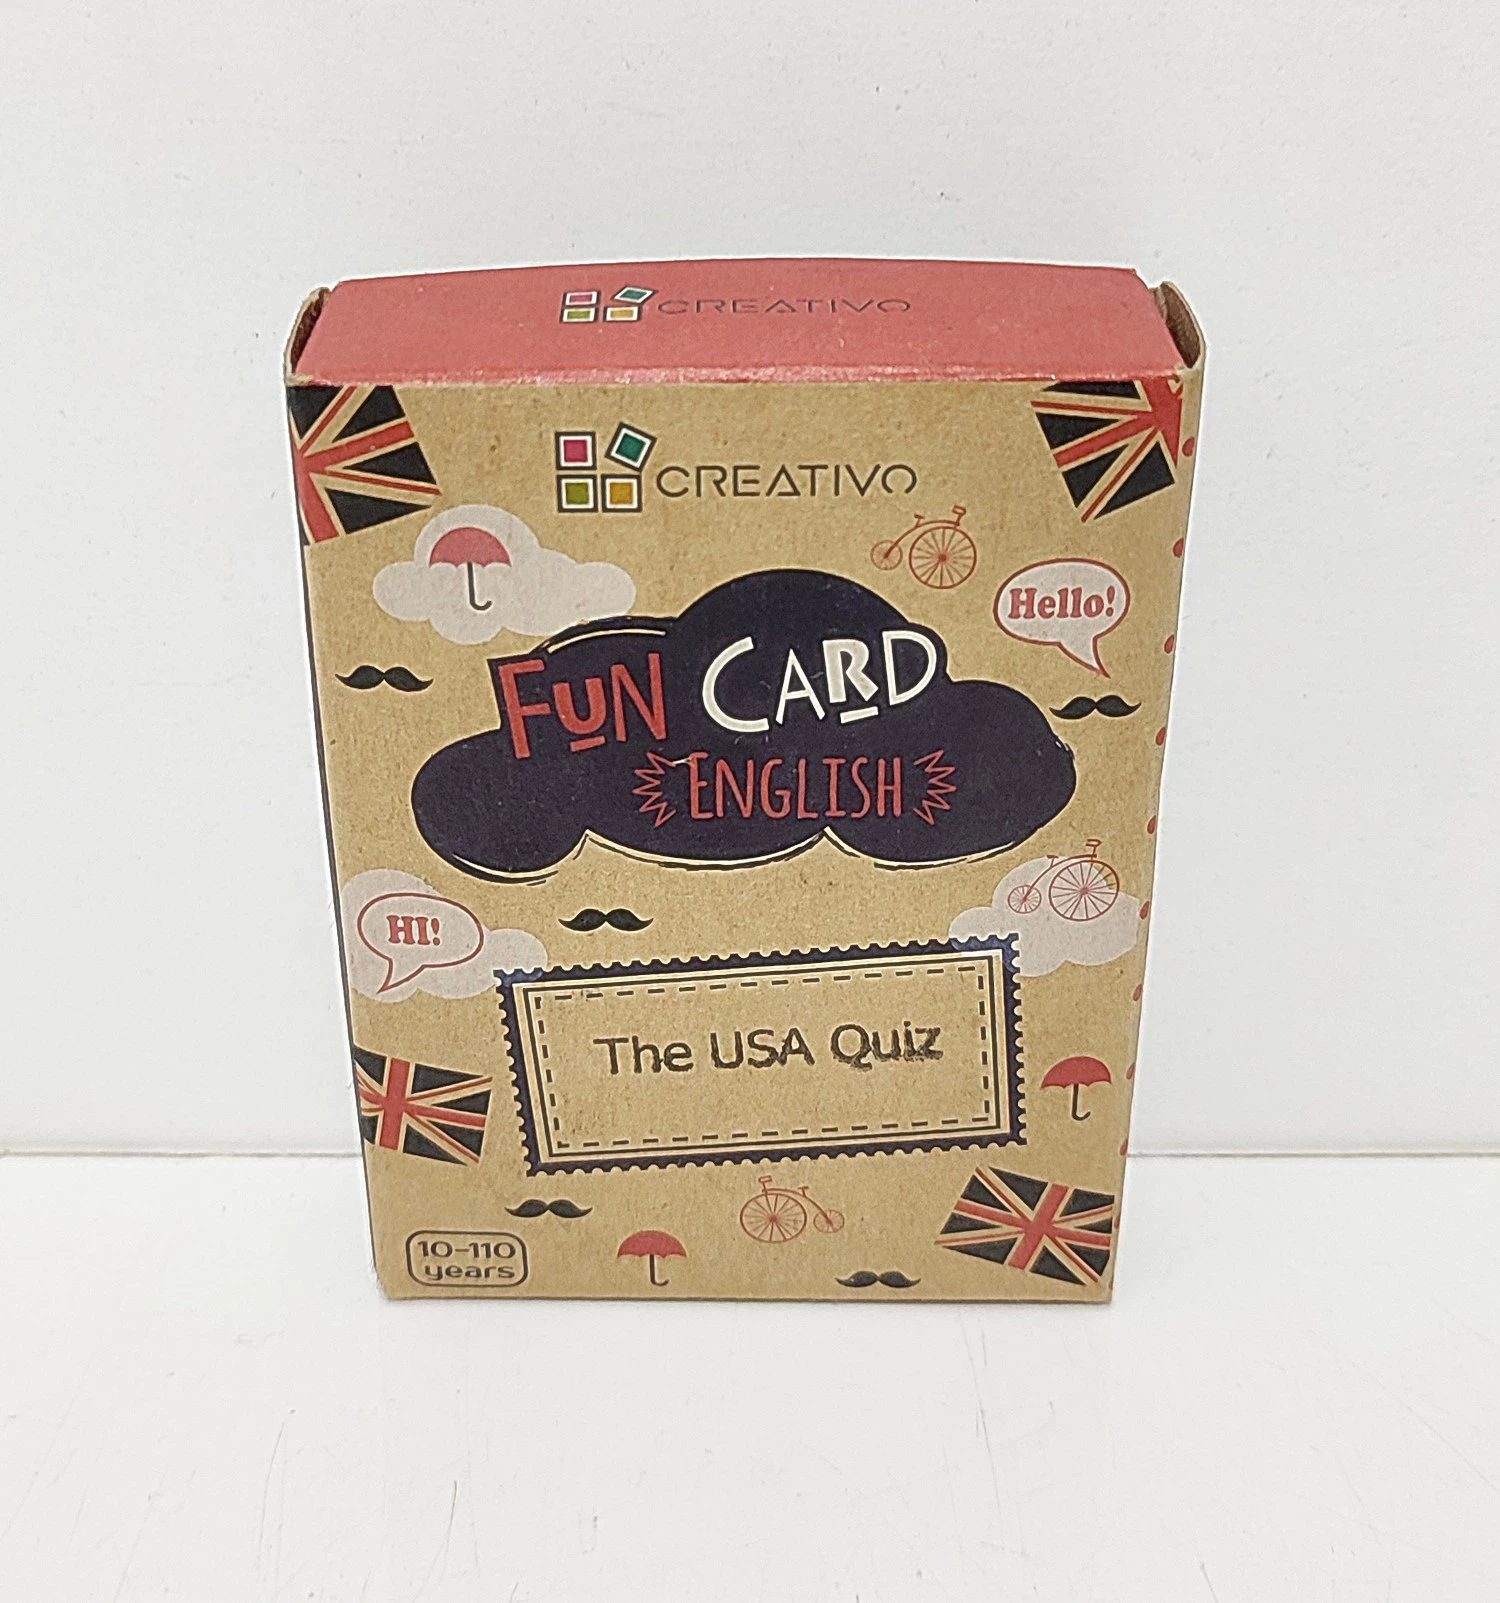 CREATIVO
CREATIVO
Hello!
FUN CARD
ENGLISH
HI!
The USA Quiz
10-110
years